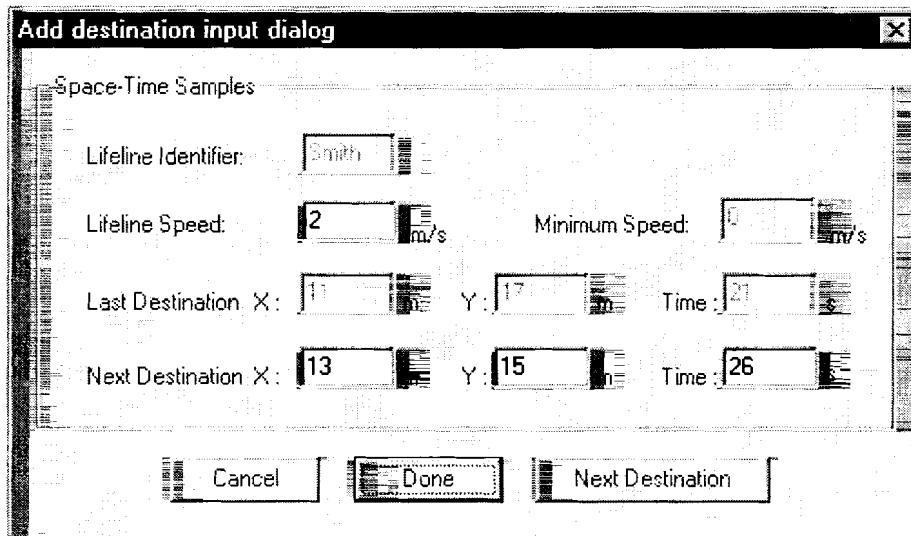 Add destination input dialog
Space-Time Samples
Lifeline Identifier: Smith
Lifeline Speed: 2 m/s Minimum Speed: 0 m/s
Last Destination X: 11 m Y: 17 m Time: 21 s
Next Destination X: 13 Y: 15 Time: 26 s
Cancel Done Next Destination